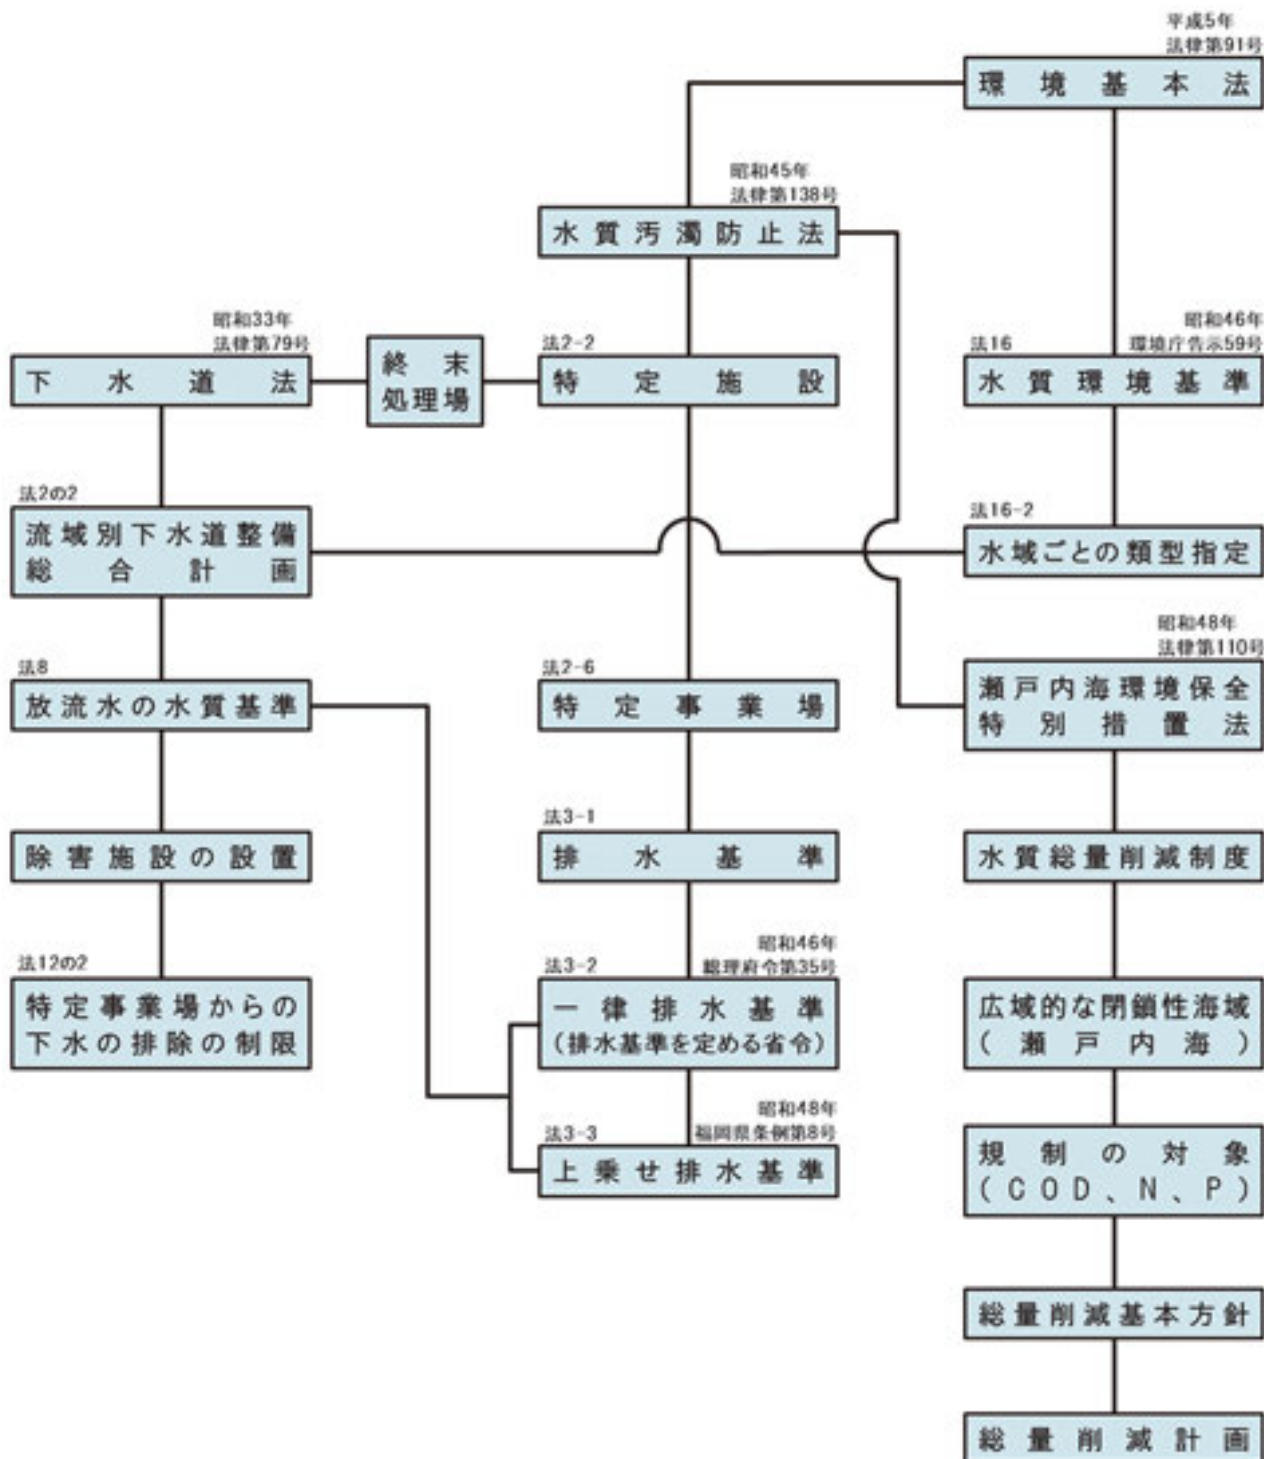 平成5年
法律第91号
環境基本法
昭和45年
法律第138号
水質汚濁防止法
昭和33年
法律第79号
下水道法
終末
処理場
法2-2
特定施設
昭和46年
法16 環境庁告示59号
水質環境基準
法2の2
流域別下水道整備
総合計画
法16-2
水域ごとの類型指定
昭和48年
法律第110号
瀬戸内海環境保全
特別措置法
法8
放流水の水質基準
法2-6
特定事業場
除害施設の設置
法3-1
排水基準
水質総量削減制度
法12の2
特定事業場からの
下水の排除の制限
昭和46年
法3-2 総理府令第35号
一律排水基準
(排水基準を定める省令)
広域的な閉鎖性海域
(瀬戸内海)
昭和48年
法3-3 福岡県条例第8号
上乗せ排水基準
規制の対象
(COD、N、P)
総量削減基本方針
総量削減計画